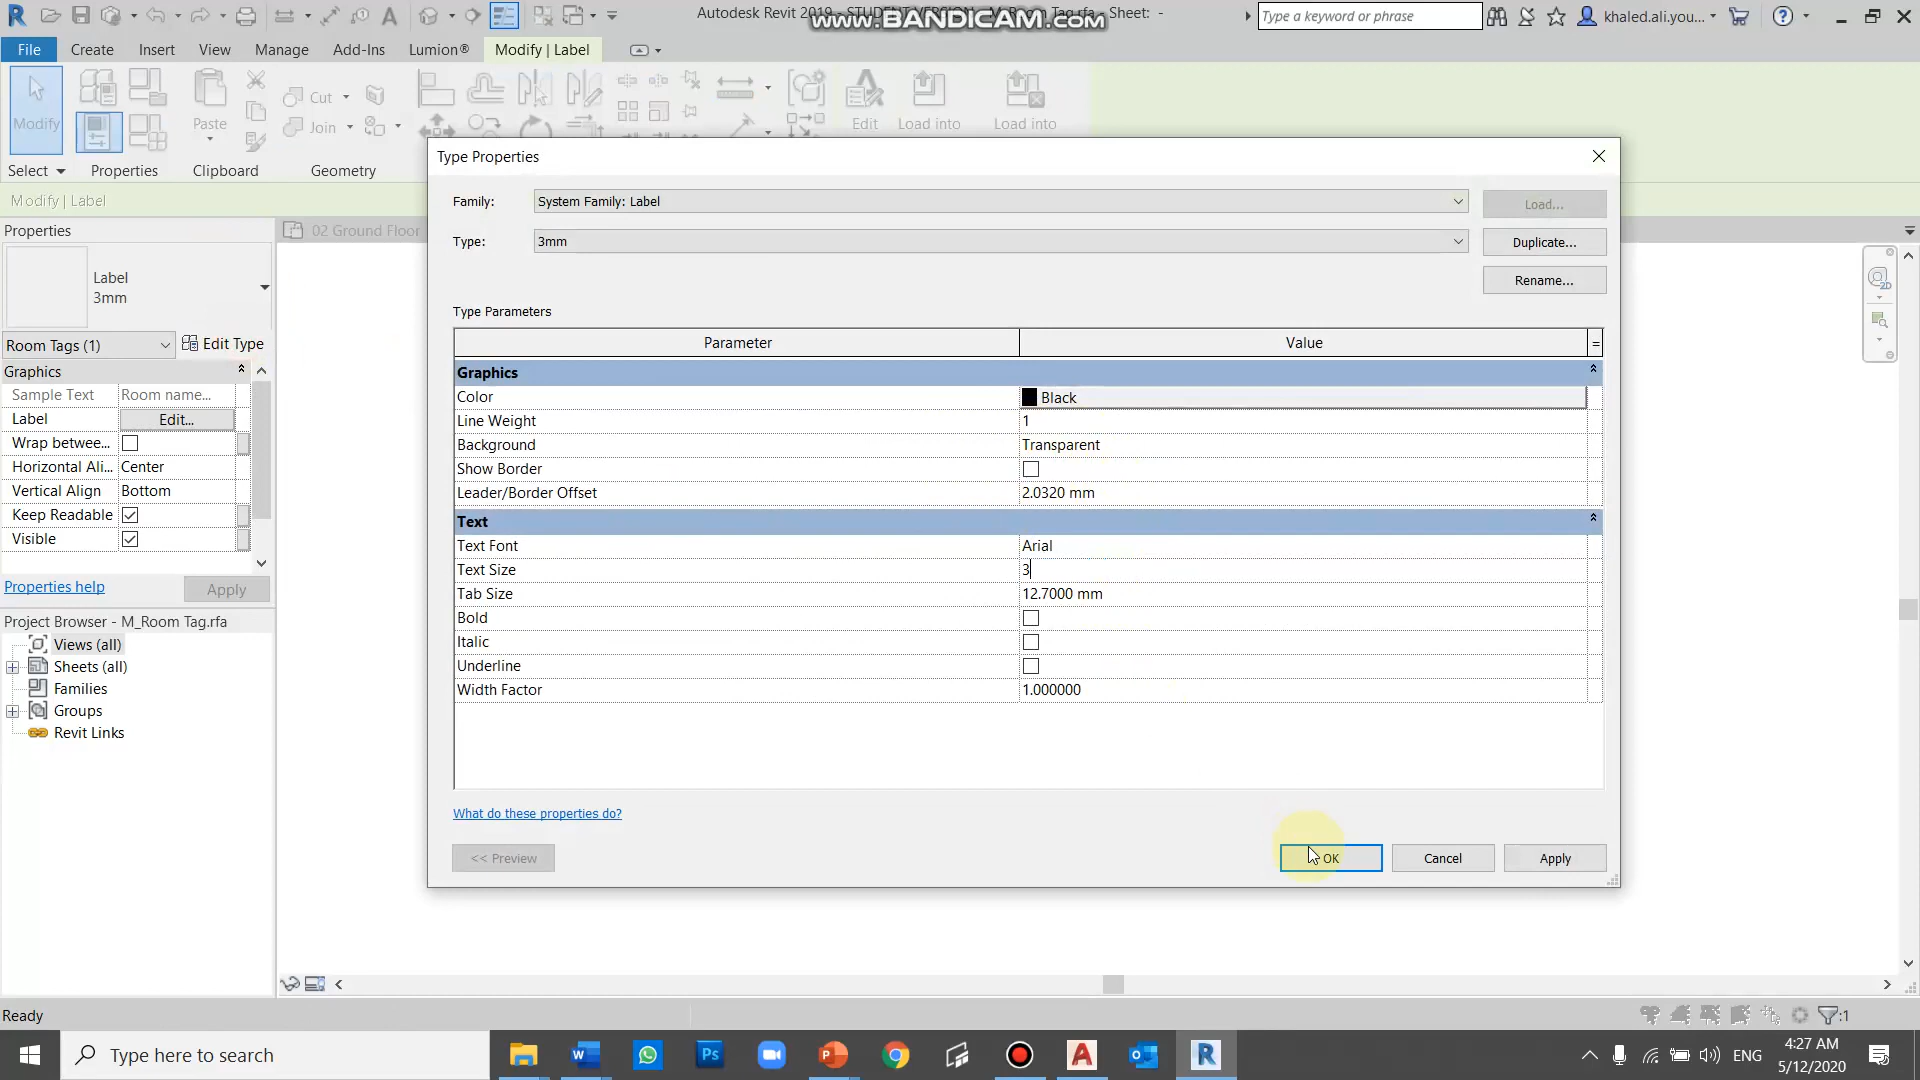 Autodesk Revit 2019 - STUDENT VERSION - M_Room Tag.rfa - Sheet: -
www.BANDICAM.com
Type a keyword or phrase
khaled.ali.you...
File Create Insert View Manage Add-Ins Lumion® Modify | Label
Modify
Paste
Cut
Join
Edit
Load into
Load into
Select Properties Clipboard Geometry
Modify | Label
Properties
02 Ground Floor
Label
3mm
Room Tags (1)
Edit Type
Graphics
Sample Text Room name...
Label Edit...
Wrap betwee...
Horizontal Ali... Center
Vertical Align Bottom
Keep Readable
Visible
Properties help
Apply
Project Browser - M_Room Tag.rfa
Views (all)
Sheets (all)
Families
Groups
Revit Links
Type Properties
Family: System Family: Label Load...
Type: 3mm Duplicate...
Rename...
Type Parameters
Parameter Value =
Graphics
Color Black
Line Weight 1
Background Transparent
Show Border
Leader/Border Offset 2.0320 mm
Text
Text Font Arial
Text Size 3
Tab Size 12.7000 mm
Bold
Italic
Underline
Width Factor 1.000000
What do these properties do?
<< Preview OK Cancel Apply
2D
Ready
:1
Type here to search
ENG
4:27 AM
5/12/2020